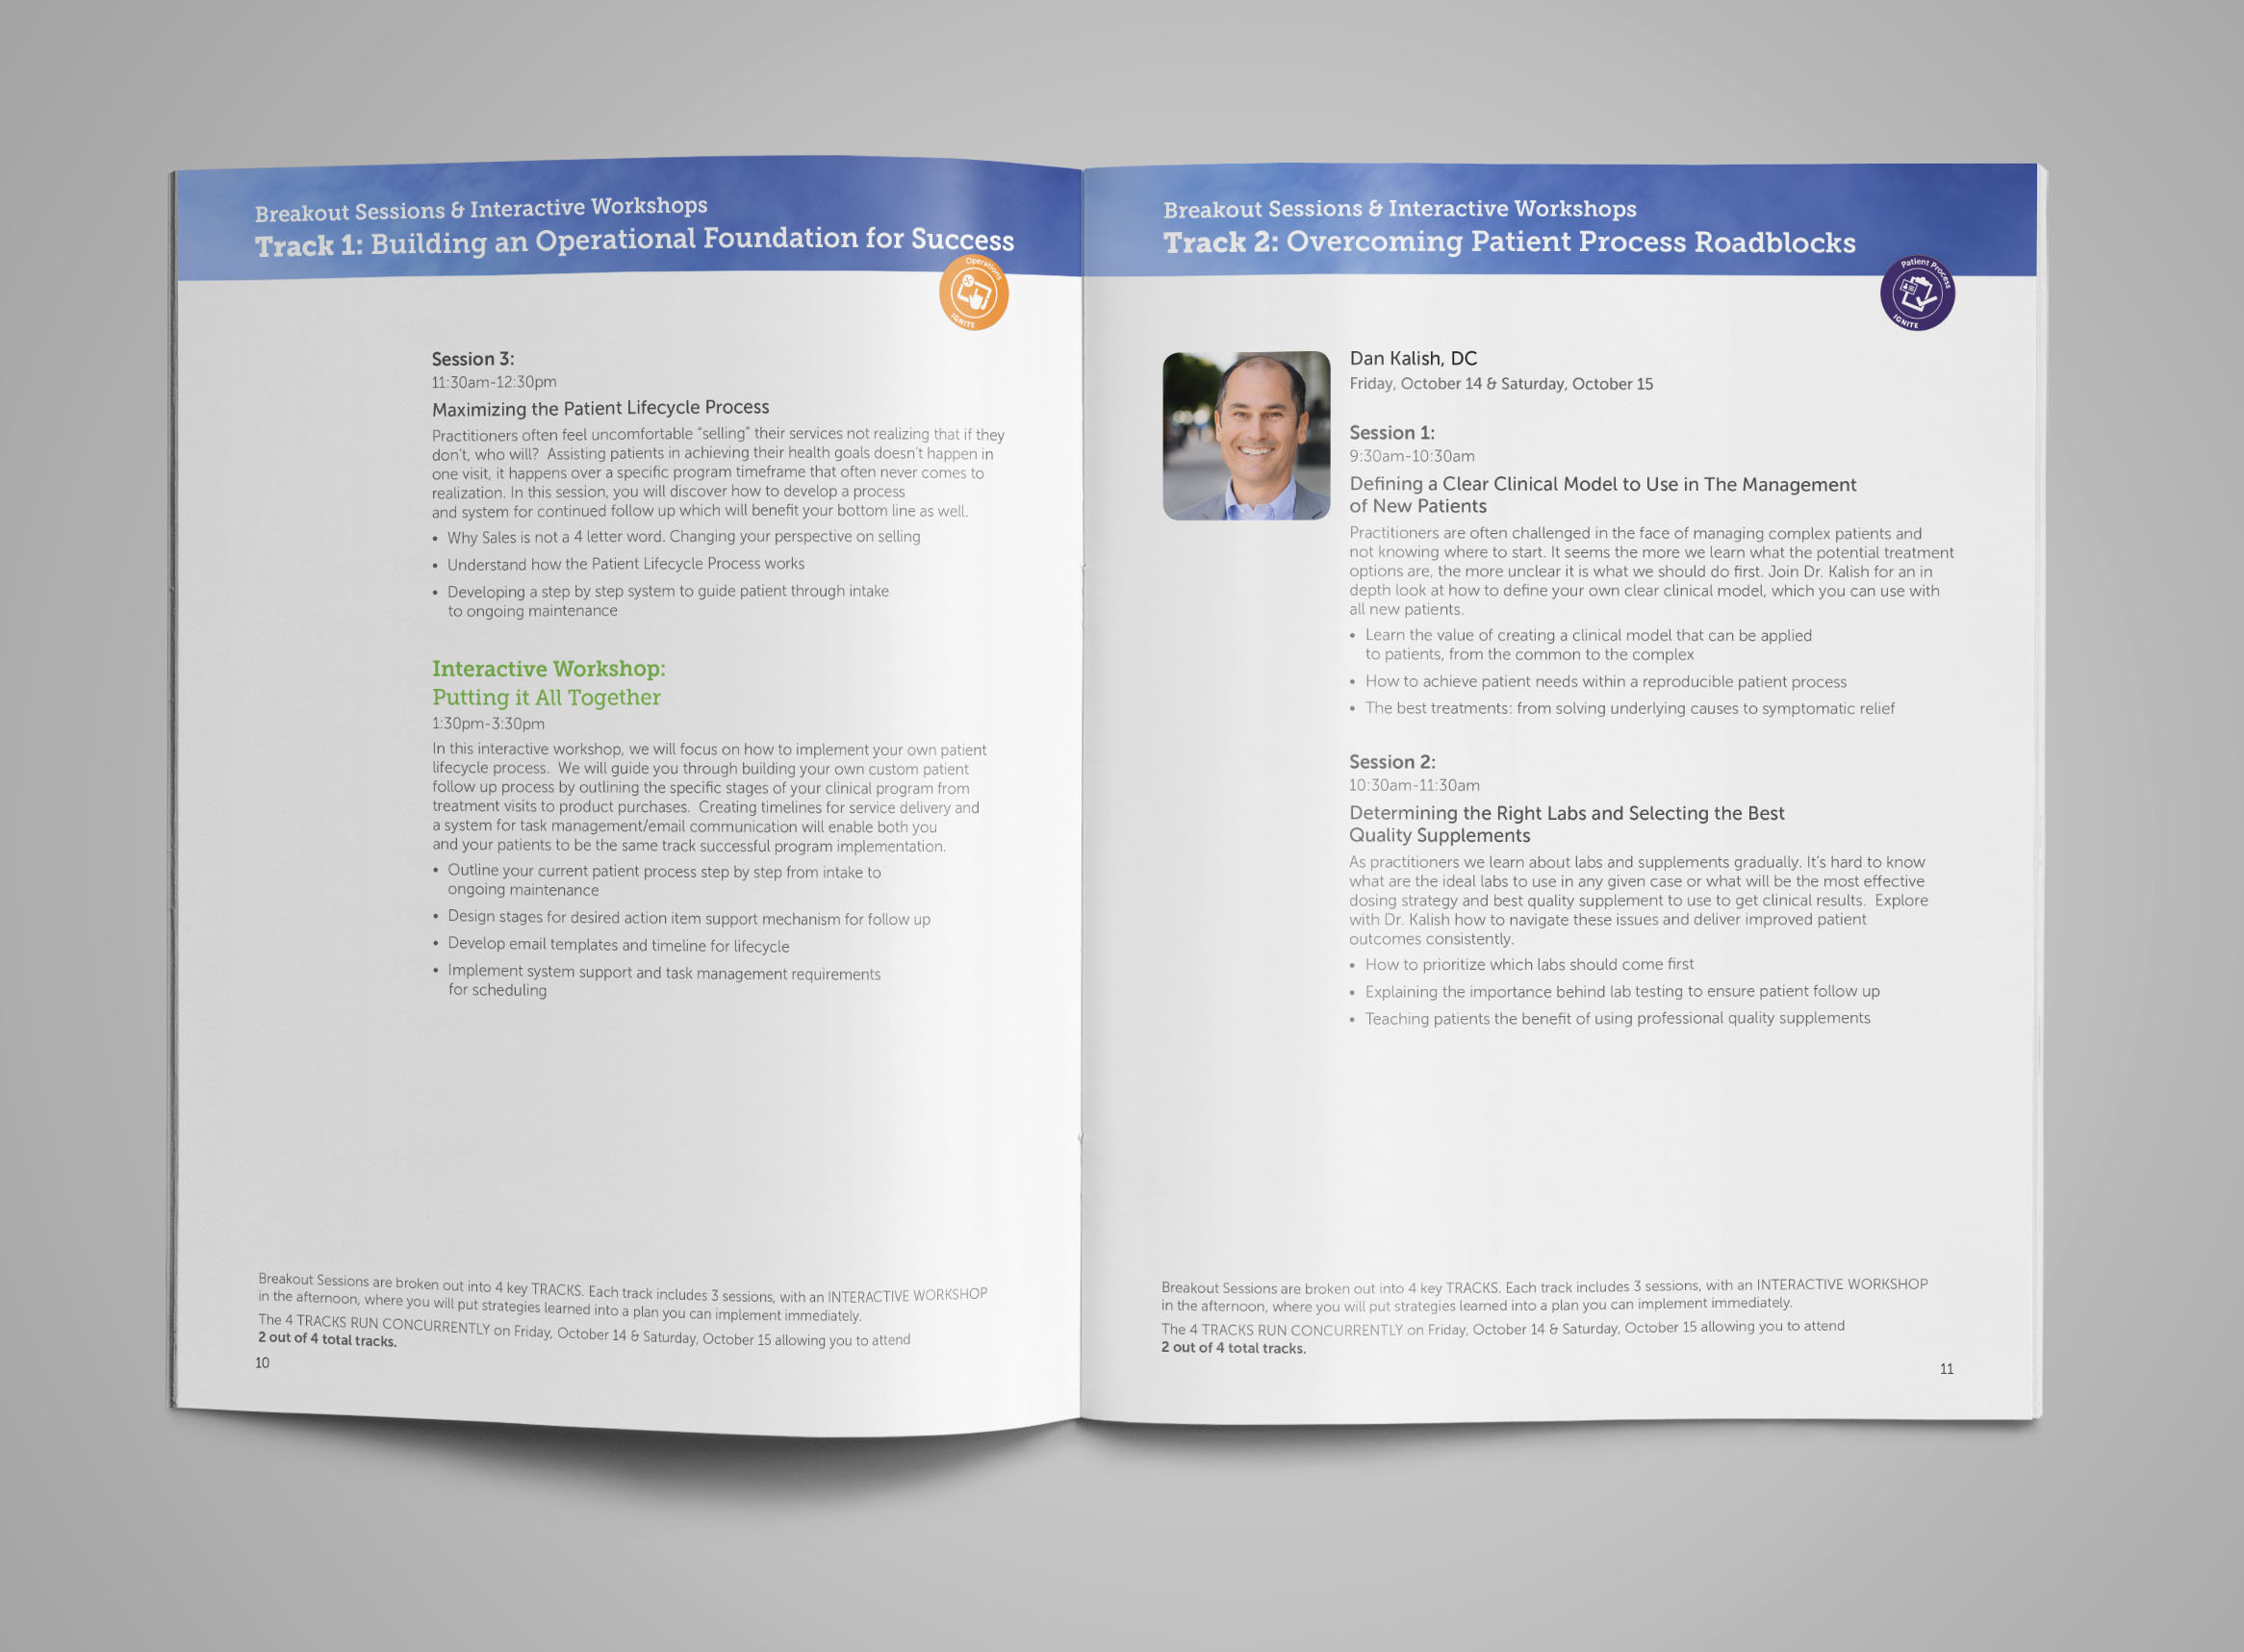 Breakout Sessions & Interactive Workshops
Track 1: Building an Operational Foundation for Success
Operations
IGNITE
Session 3:
11:30am-12:30pm
Maximizing the Patient Lifecycle Process
Practitioners often feel uncomfortable “selling” their services not realizing that if they
don’t, who will?  Assisting patients in achieving their health goals doesn’t happen in
one visit, it happens over a specific program timeframe that often never comes to
realization. In this session, you will discover how to develop a process
and system for continued follow up which will benefit your bottom line as well.
• Why Sales is not a 4 letter word. Changing your perspective on selling
• Understand how the Patient Lifecycle Process works
• Developing a step by step system to guide patient through intake
to ongoing maintenance
Interactive Workshop:
Putting it All Together
1:30pm-3:30pm
In this interactive workshop, we will focus on how to implement your own patient
lifecycle process.  We will guide you through building your own custom patient
follow up process by outlining the specific stages of your clinical program from
treatment visits to product purchases.  Creating timelines for service delivery and
a system for task management/email communication will enable both you
and your patients to be the same track successful program implementation.
• Outline your current patient process step by step from intake to
ongoing maintenance
• Design stages for desired action item support mechanism for follow up
• Develop email templates and timeline for lifecycle
• Implement system support and task management requirements
for scheduling
Breakout Sessions are broken out into 4 key TRACKS. Each track includes 3 sessions, with an INTERACTIVE WORKSHOP
in the afternoon, where you will put strategies learned into a plan you can implement immediately.
The 4 TRACKS RUN CONCURRENTLY on Friday, October 14 & Saturday, October 15 allowing you to attend
2 out of 4 total tracks.
10
Breakout Sessions & Interactive Workshops
Track 2: Overcoming Patient Process Roadblocks
Patient Process
IGNITE
Dan Kalish, DC
Friday, October 14 & Saturday, October 15
Session 1:
9:30am-10:30am
Defining a Clear Clinical Model to Use in The Management
of New Patients
Practitioners are often challenged in the face of managing complex patients and
not knowing where to start. It seems the more we learn what the potential treatment
options are, the more unclear it is what we should do first. Join Dr. Kalish for an in
depth look at how to define your own clear clinical model, which you can use with
all new patients.
• Learn the value of creating a clinical model that can be applied
to patients, from the common to the complex
• How to achieve patient needs within a reproducible patient process
• The best treatments: from solving underlying causes to symptomatic relief
Session 2:
10:30am-11:30am
Determining the Right Labs and Selecting the Best
Quality Supplements
As practitioners we learn about labs and supplements gradually. It’s hard to know
what are the ideal labs to use in any given case or what will be the most effective
dosing strategy and best quality supplement to use to get clinical results.  Explore
with Dr. Kalish how to navigate these issues and deliver improved patient
outcomes consistently.
• How to prioritize which labs should come first
• Explaining the importance behind lab testing to ensure patient follow up
• Teaching patients the benefit of using professional quality supplements
Breakout Sessions are broken out into 4 key TRACKS. Each track includes 3 sessions, with an INTERACTIVE WORKSHOP
in the afternoon, where you will put strategies learned into a plan you can implement immediately.
The 4 TRACKS RUN CONCURRENTLY on Friday, October 14 & Saturday, October 15 allowing you to attend
2 out of 4 total tracks.
11